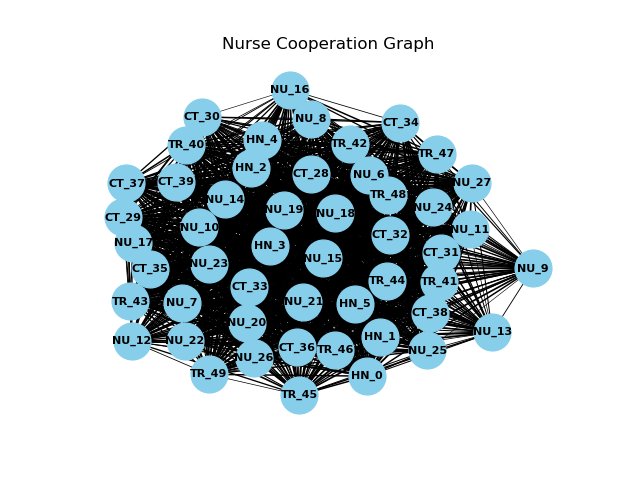 Nurse Cooperation Graph
NU_16
CT_30
NU_8
CT_34
HN_4
TR_40
TR_42
TR_47
HN_2
CT_28
NU_6
CT_37
CT_39
NU_27
TR_48
NU_14
NU_24
NU_19
NU_18
CT_29
NU_10
NU_11
CT_32
NU_17
HN_3
CT_31
NU_15
NU_23
CT_35
NU_9
TR_44
TR_41
CT_33
TR_43
NU_7
NU_21
HN_5
CT_38
NU_20
NU_13
HN_1
NU_12
NU_22
CT_36
TR_46
NU_25
NU_26
TR_49
HN_0
TR_45